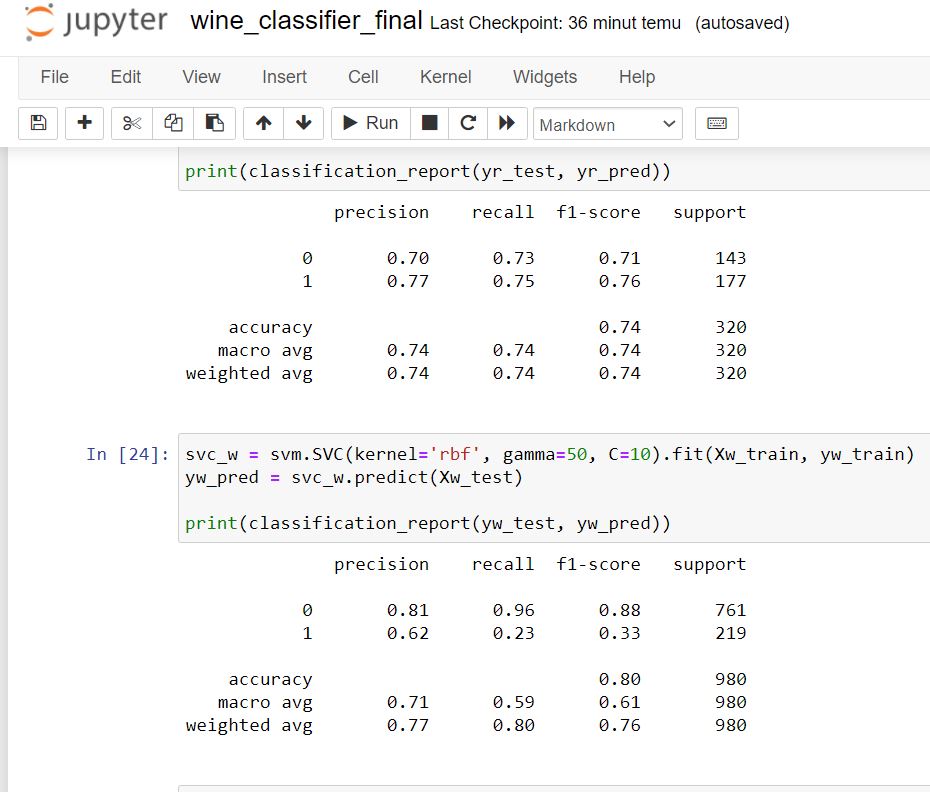 jupyter wine_classifier_final Last Checkpoint: 36 minut temu (autosaved)
File Edit View Insert Cell Kernel Widgets Help
Run Markdown
print(classification_report(yr_test, yr_pred))
precision recall f1-score support
0 0.70 0.73 0.71 143
1 0.77 0.75 0.76 177
accuracy 0.74 320
macro avg 0.74 0.74 0.74 320
weighted avg 0.74 0.74 0.74 320
In [24]: svc_w = svm.SVC(kernel='rbf', gamma=50, C=10).fit(Xw_train, yw_train)
yw_pred = svc_w.predict(Xw_test)
print(classification_report(yw_test, yw_pred))
precision recall f1-score support
0 0.81 0.96 0.88 761
1 0.62 0.23 0.33 219
accuracy 0.80 980
macro avg 0.71 0.59 0.61 980
weighted avg 0.77 0.80 0.76 980